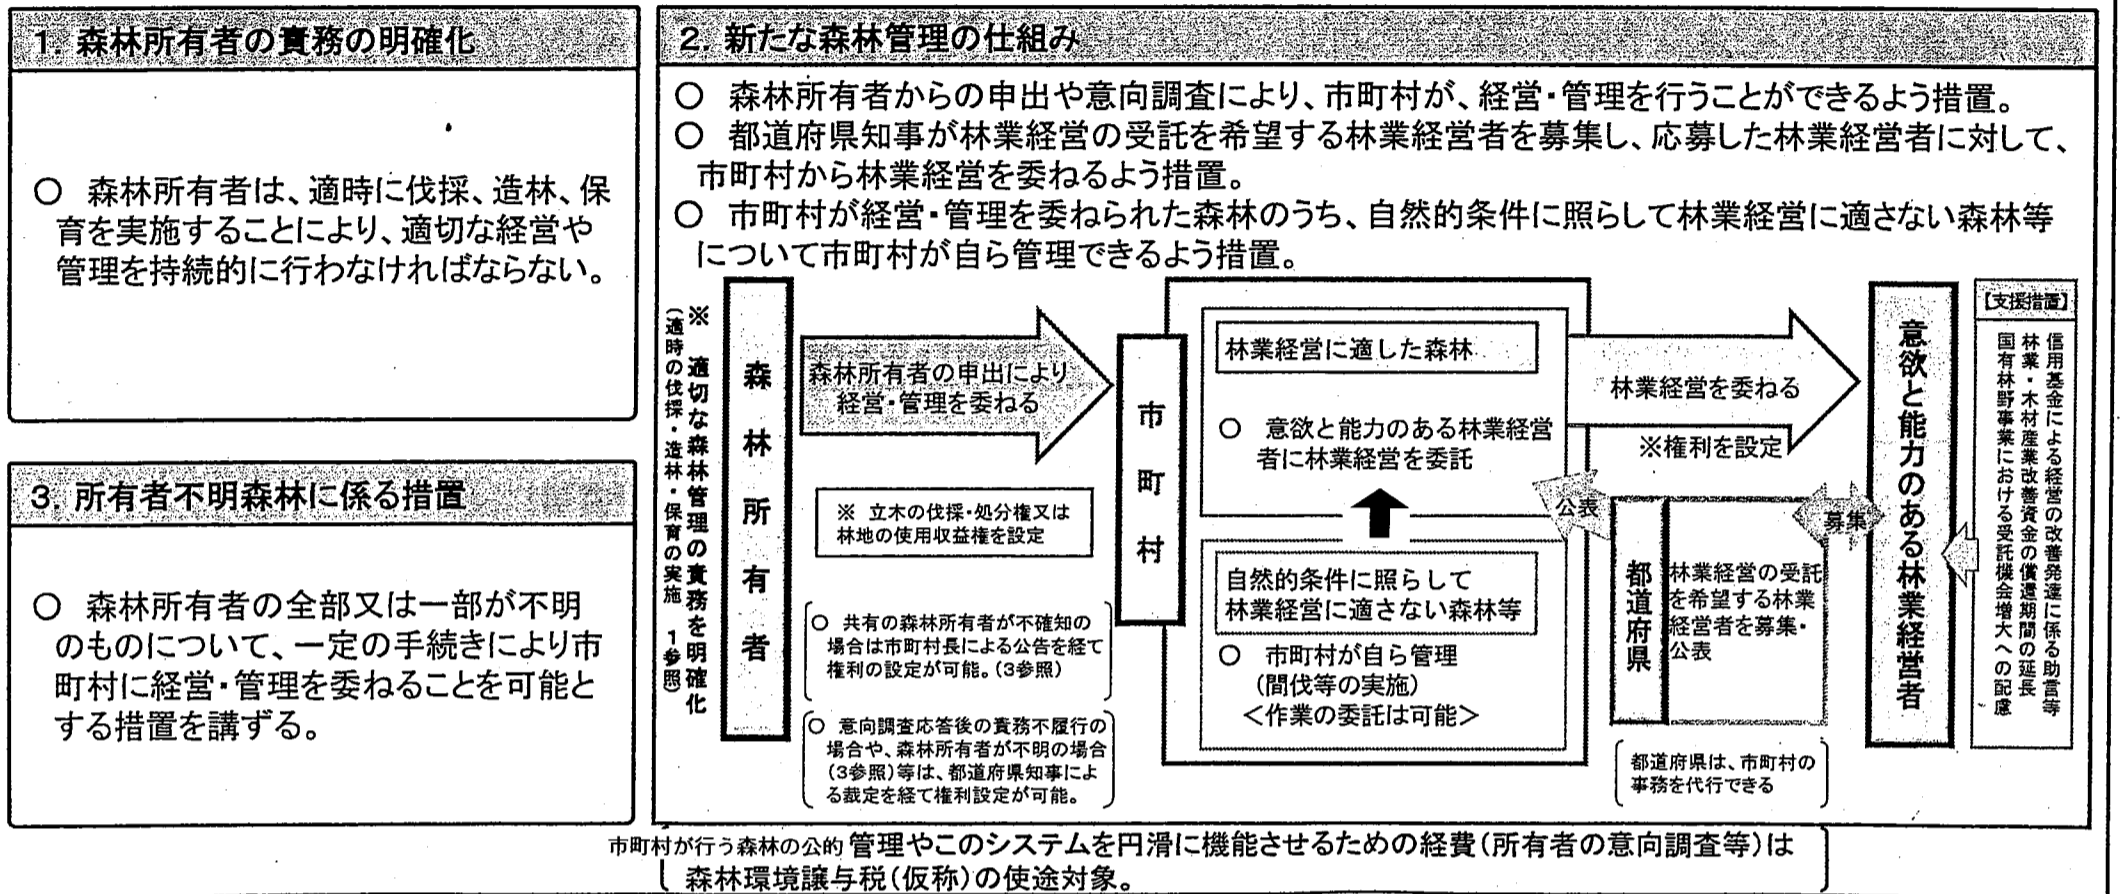 1. 森林所有者の責務の明確化
○ 森林所有者は、適時に伐採、造林、保
育を実施することにより、適切な経営や
管理を持続的に行わなければならない。
3. 所有者不明森林に係る措置
○ 森林所有者の全部又は一部が不明
のものについて、一定の手続きにより市
町村に経営・管理を委ねることを可能と
する措置を講ずる。
2. 新たな森林管理の仕組み
○ 森林所有者からの申出や意向調査により、市町村が、経営・管理を行うことができるよう措置。
○ 都道府県知事が林業経営の受託を希望する林業経営者を募集し、応募した林業経営者に対して、
市町村から林業経営を委ねるよう措置。
○ 市町村が経営・管理を委ねられた森林のうち、自然的条件に照らして林業経営に適さない森林等
について市町村が自ら管理できるよう措置。
※ 適切な森林管理の責務を明確化
(適時の伐採・造林・保育の実施 1参照)
森林所有者
森林所有者の申出により
経営・管理を委ねる
※ 立木の伐採・処分権又は
林地の使用収益権を設定
○ 共有の森林所有者が不確知の
場合は市町村長による公告を経て
権利の設定が可能。(3参照)
○ 意向調査応答後の責務不履行の
場合や、森林所有者が不明の場合
(3参照)等は、都道府県知事によ
る裁定を経て権利設定が可能。
市町村
林業経営に適した森林
○ 意欲と能力のある林業経営
者に林業経営を委託
自然的条件に照らして
林業経営に適さない森林等
○ 市町村が自ら管理
(間伐等の実施)
<作業の委託は可能>
林業経営を委ねる
※権利を設定
公表
募集
都道府県
林業経営の受託
を希望する林業
経営者を募集・
公表
都道府県は、市町村の
事務を代行できる
意欲と能力のある林業経営者
【支援措置】
信用基金による経営の改善発達に係る助言等
林業・木材産業改善資金の償還期間の延長
国有林野事業における受託機会増大への配慮
市町村が行う森林の公的管理やこのシステムを円滑に機能させるための経費(所有者の意向調査等)は
森林環境譲与税(仮称)の使途対象。